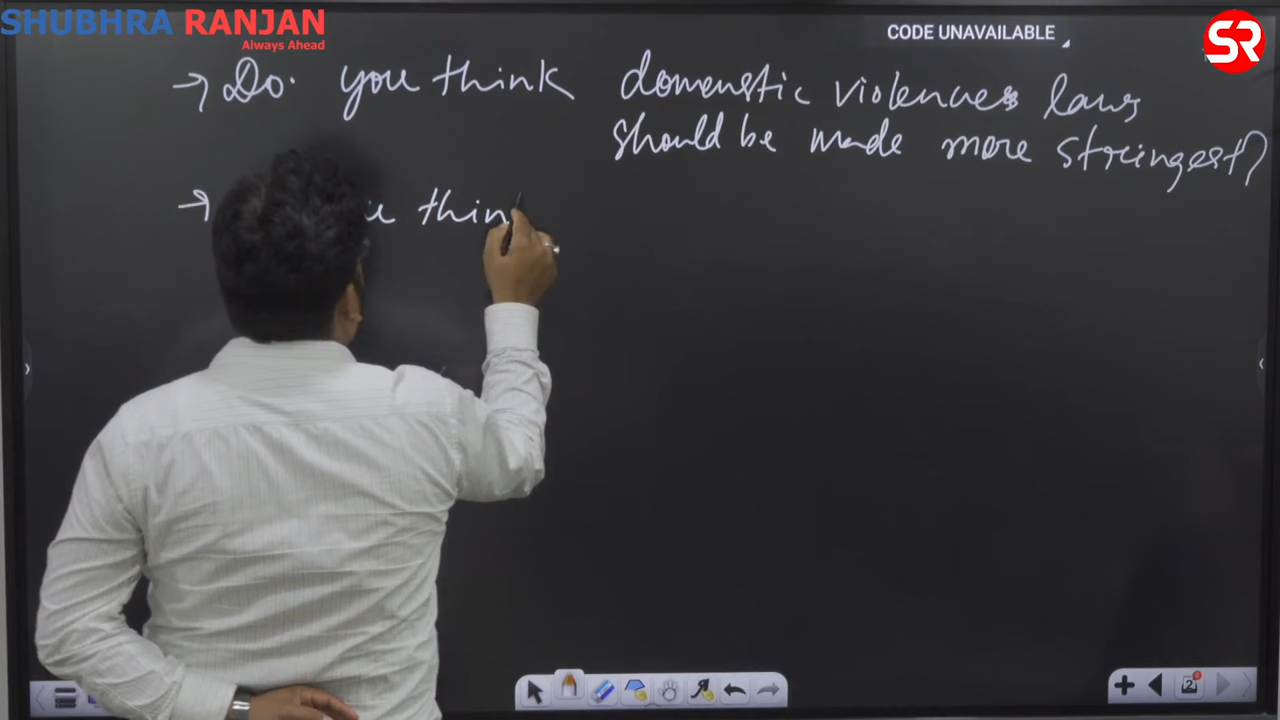 SHUBHRA RANJAN
Always Ahead
CODE UNAVAILABLE
SR
→ Do. you think domenstic violences laws
should be made more stringest?
→ thin
2